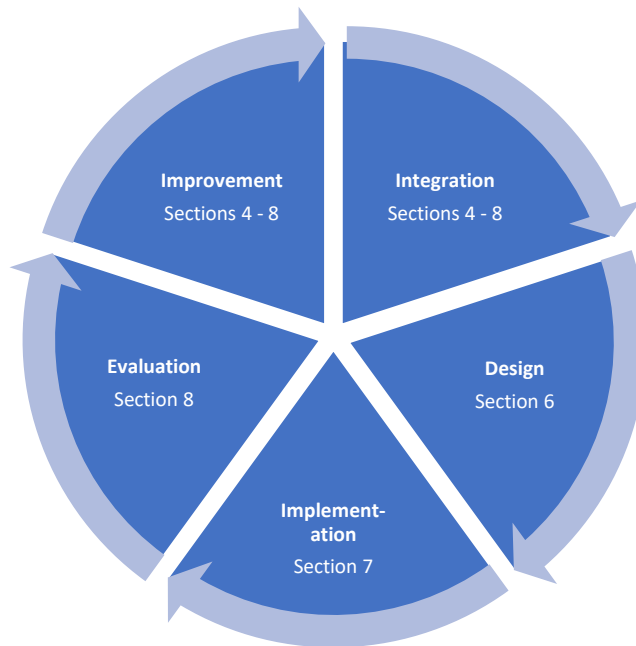 Improvement
Sections 4 - 8
Integration
Sections 4 - 8
Evaluation
Section 8
Design
Section 6
Implement-
ation
Section 7